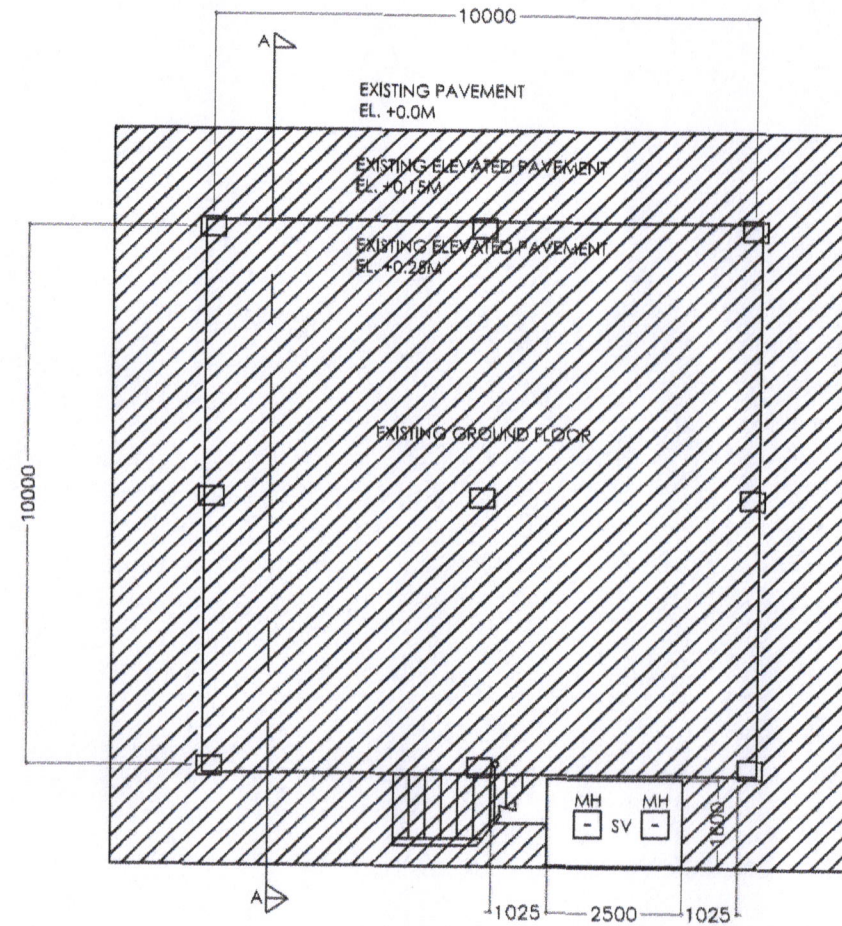 10000
A
EXISTING PAVEMENT
EL. +0.0M
EXISTING ELEVATED PAVEMENT
EL. +0.15M
EXISTING ELEVATED PAVEMENT
EL. +0.25M
EXISTING GROUND FLOOR
10000
MH MH
SV
1600
A
1025 2500 1025